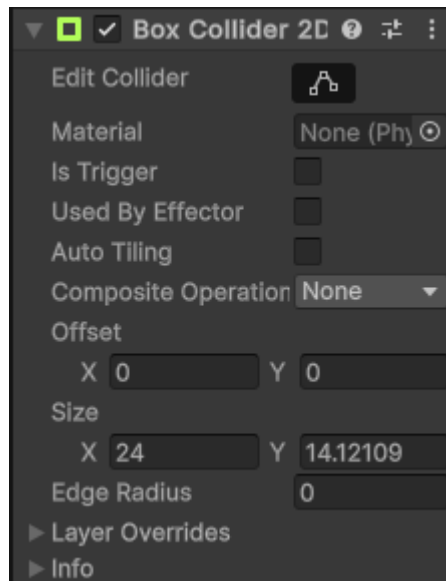 Box Collider 2D
Edit Collider
Material None (Phy
Is Trigger
Used By Effector
Auto Tiling
Composite Operation None
Offset
X 0 Y 0
Size
X 24 Y 14.12109
Edge Radius 0
Layer Overrides
Info